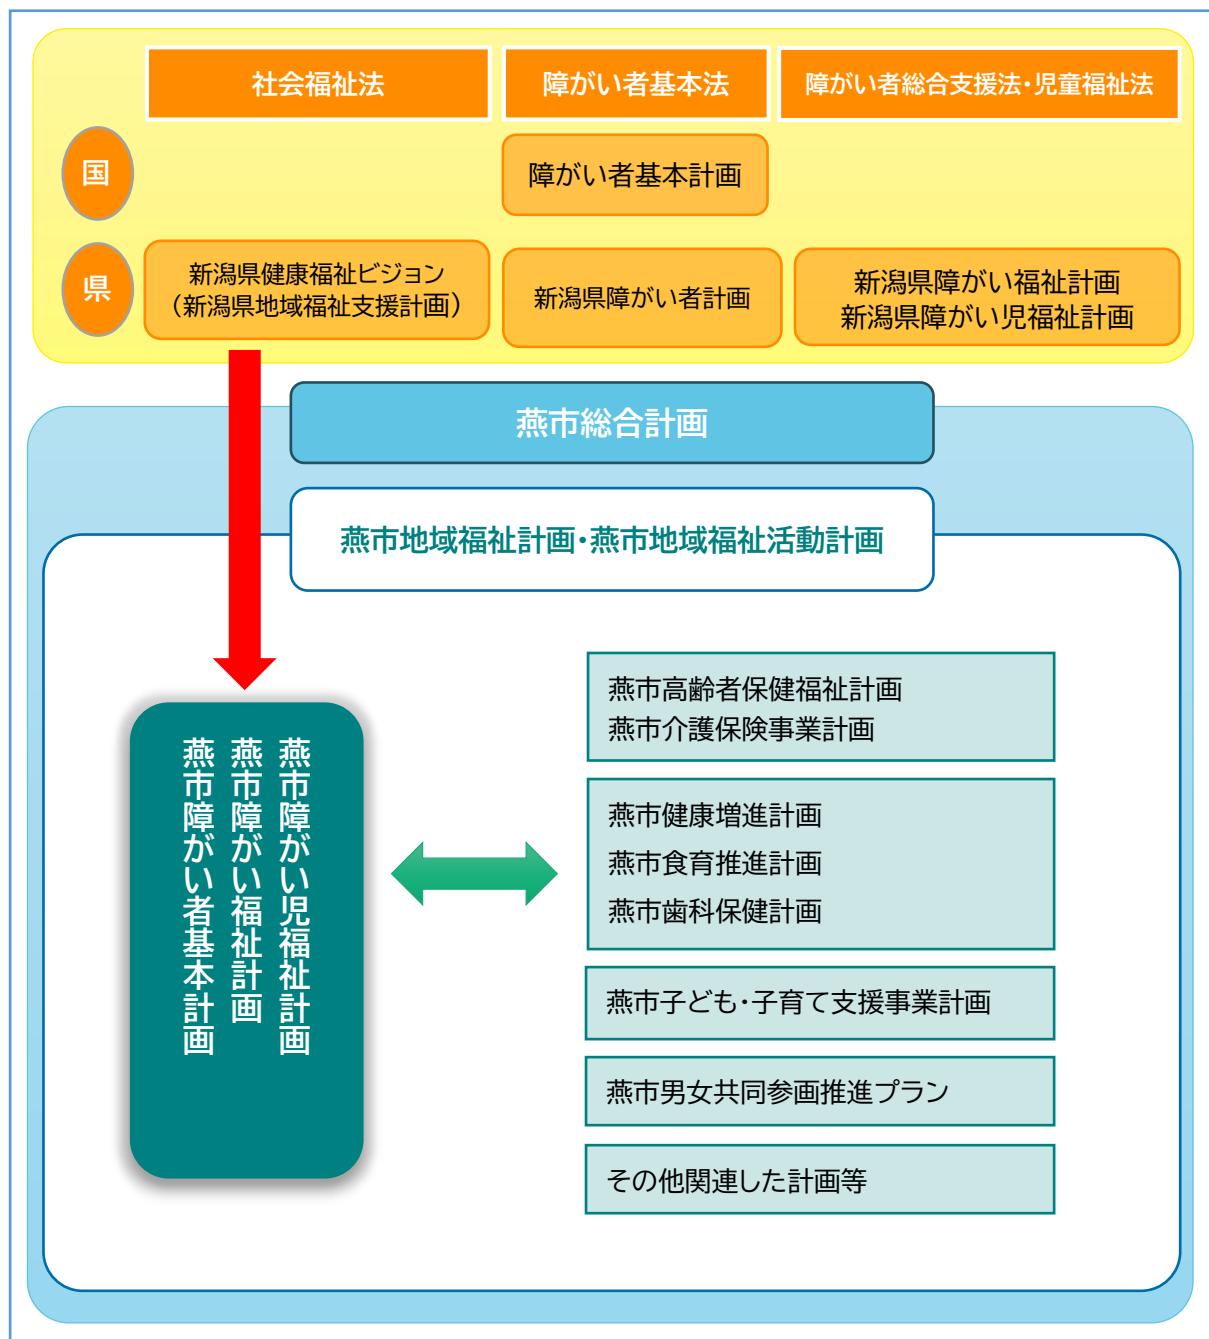 社会福祉法
障がい者基本法
障がい者総合支援法・児童福祉法
国
障がい者基本計画
県
新潟県健康福祉ビジョン
（新潟県地域福祉支援計画）
新潟県障がい者計画
新潟県障がい福祉計画
新潟県障がい児福祉計画
燕市総合計画
燕市地域福祉計画・燕市地域福祉活動計画
燕市障がい児福祉計画
燕市障がい福祉計画
燕市障がい者基本計画
燕市高齢者保健福祉計画
燕市介護保険事業計画
燕市健康増進計画
燕市食育推進計画
燕市歯科保健計画
燕市子ども・子育て支援事業計画
燕市男女共同参画推進プラン
その他関連した計画等